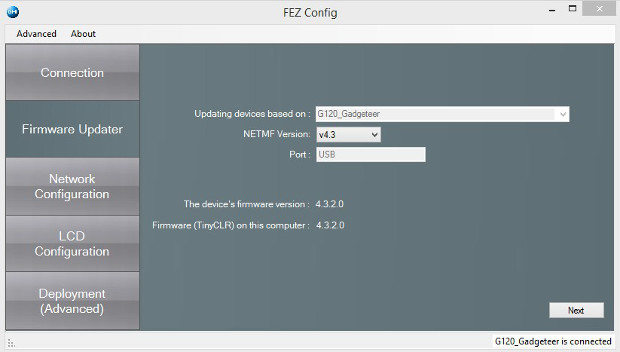 FEZ Config
Advanced About
Connection
Firmware Updater
Network
Configuration
LCD
Configuration
Deployment
(Advanced)
Updating devices based on : G120_Gadgeteer
NETMF Version: v4.3
Port : USB
The device's firmware version : 4.3.2.0
Firmware (TinyCLR) on this computer : 4.3.2.0
Next
G120_Gadgeteer is connected